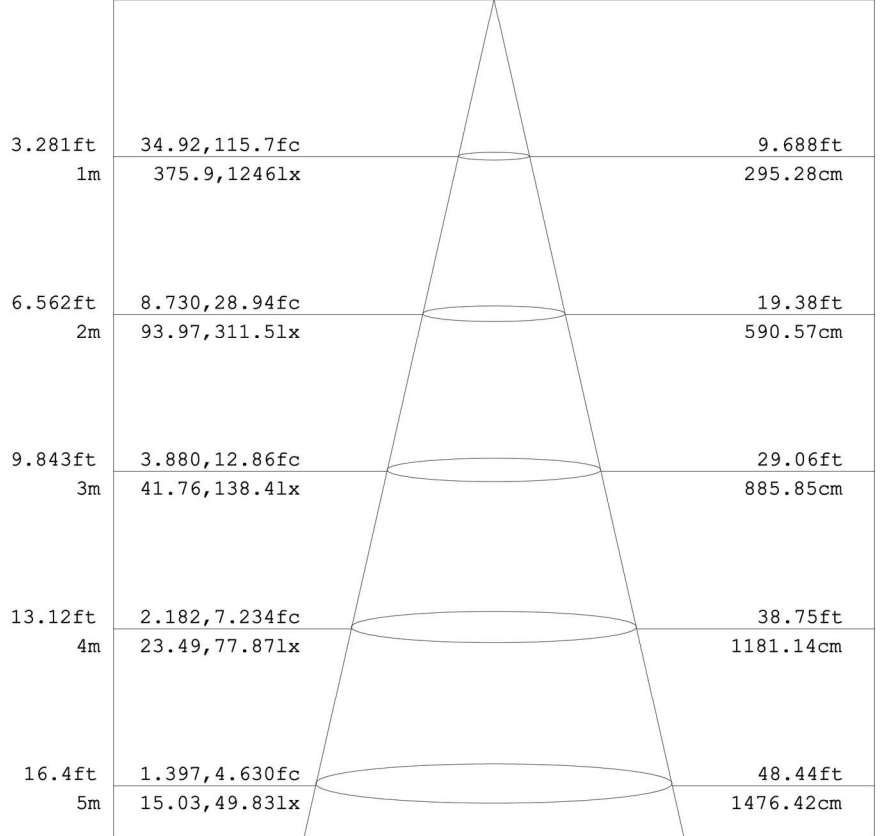 3.281ft 34.92,115.7fc 9.688ft
1m 375.9,1246lx 295.28cm
6.562ft 8.730,28.94fc 19.38ft
2m 93.97,311.5lx 590.57cm
9.843ft 3.880,12.86fc 29.06ft
3m 41.76,138.4lx 885.85cm
13.12ft 2.182,7.234fc 38.75ft
4m 23.49,77.87lx 1181.14cm
16.4ft 1.397,4.630fc 48.44ft
5m 15.03,49.83lx 1476.42cm